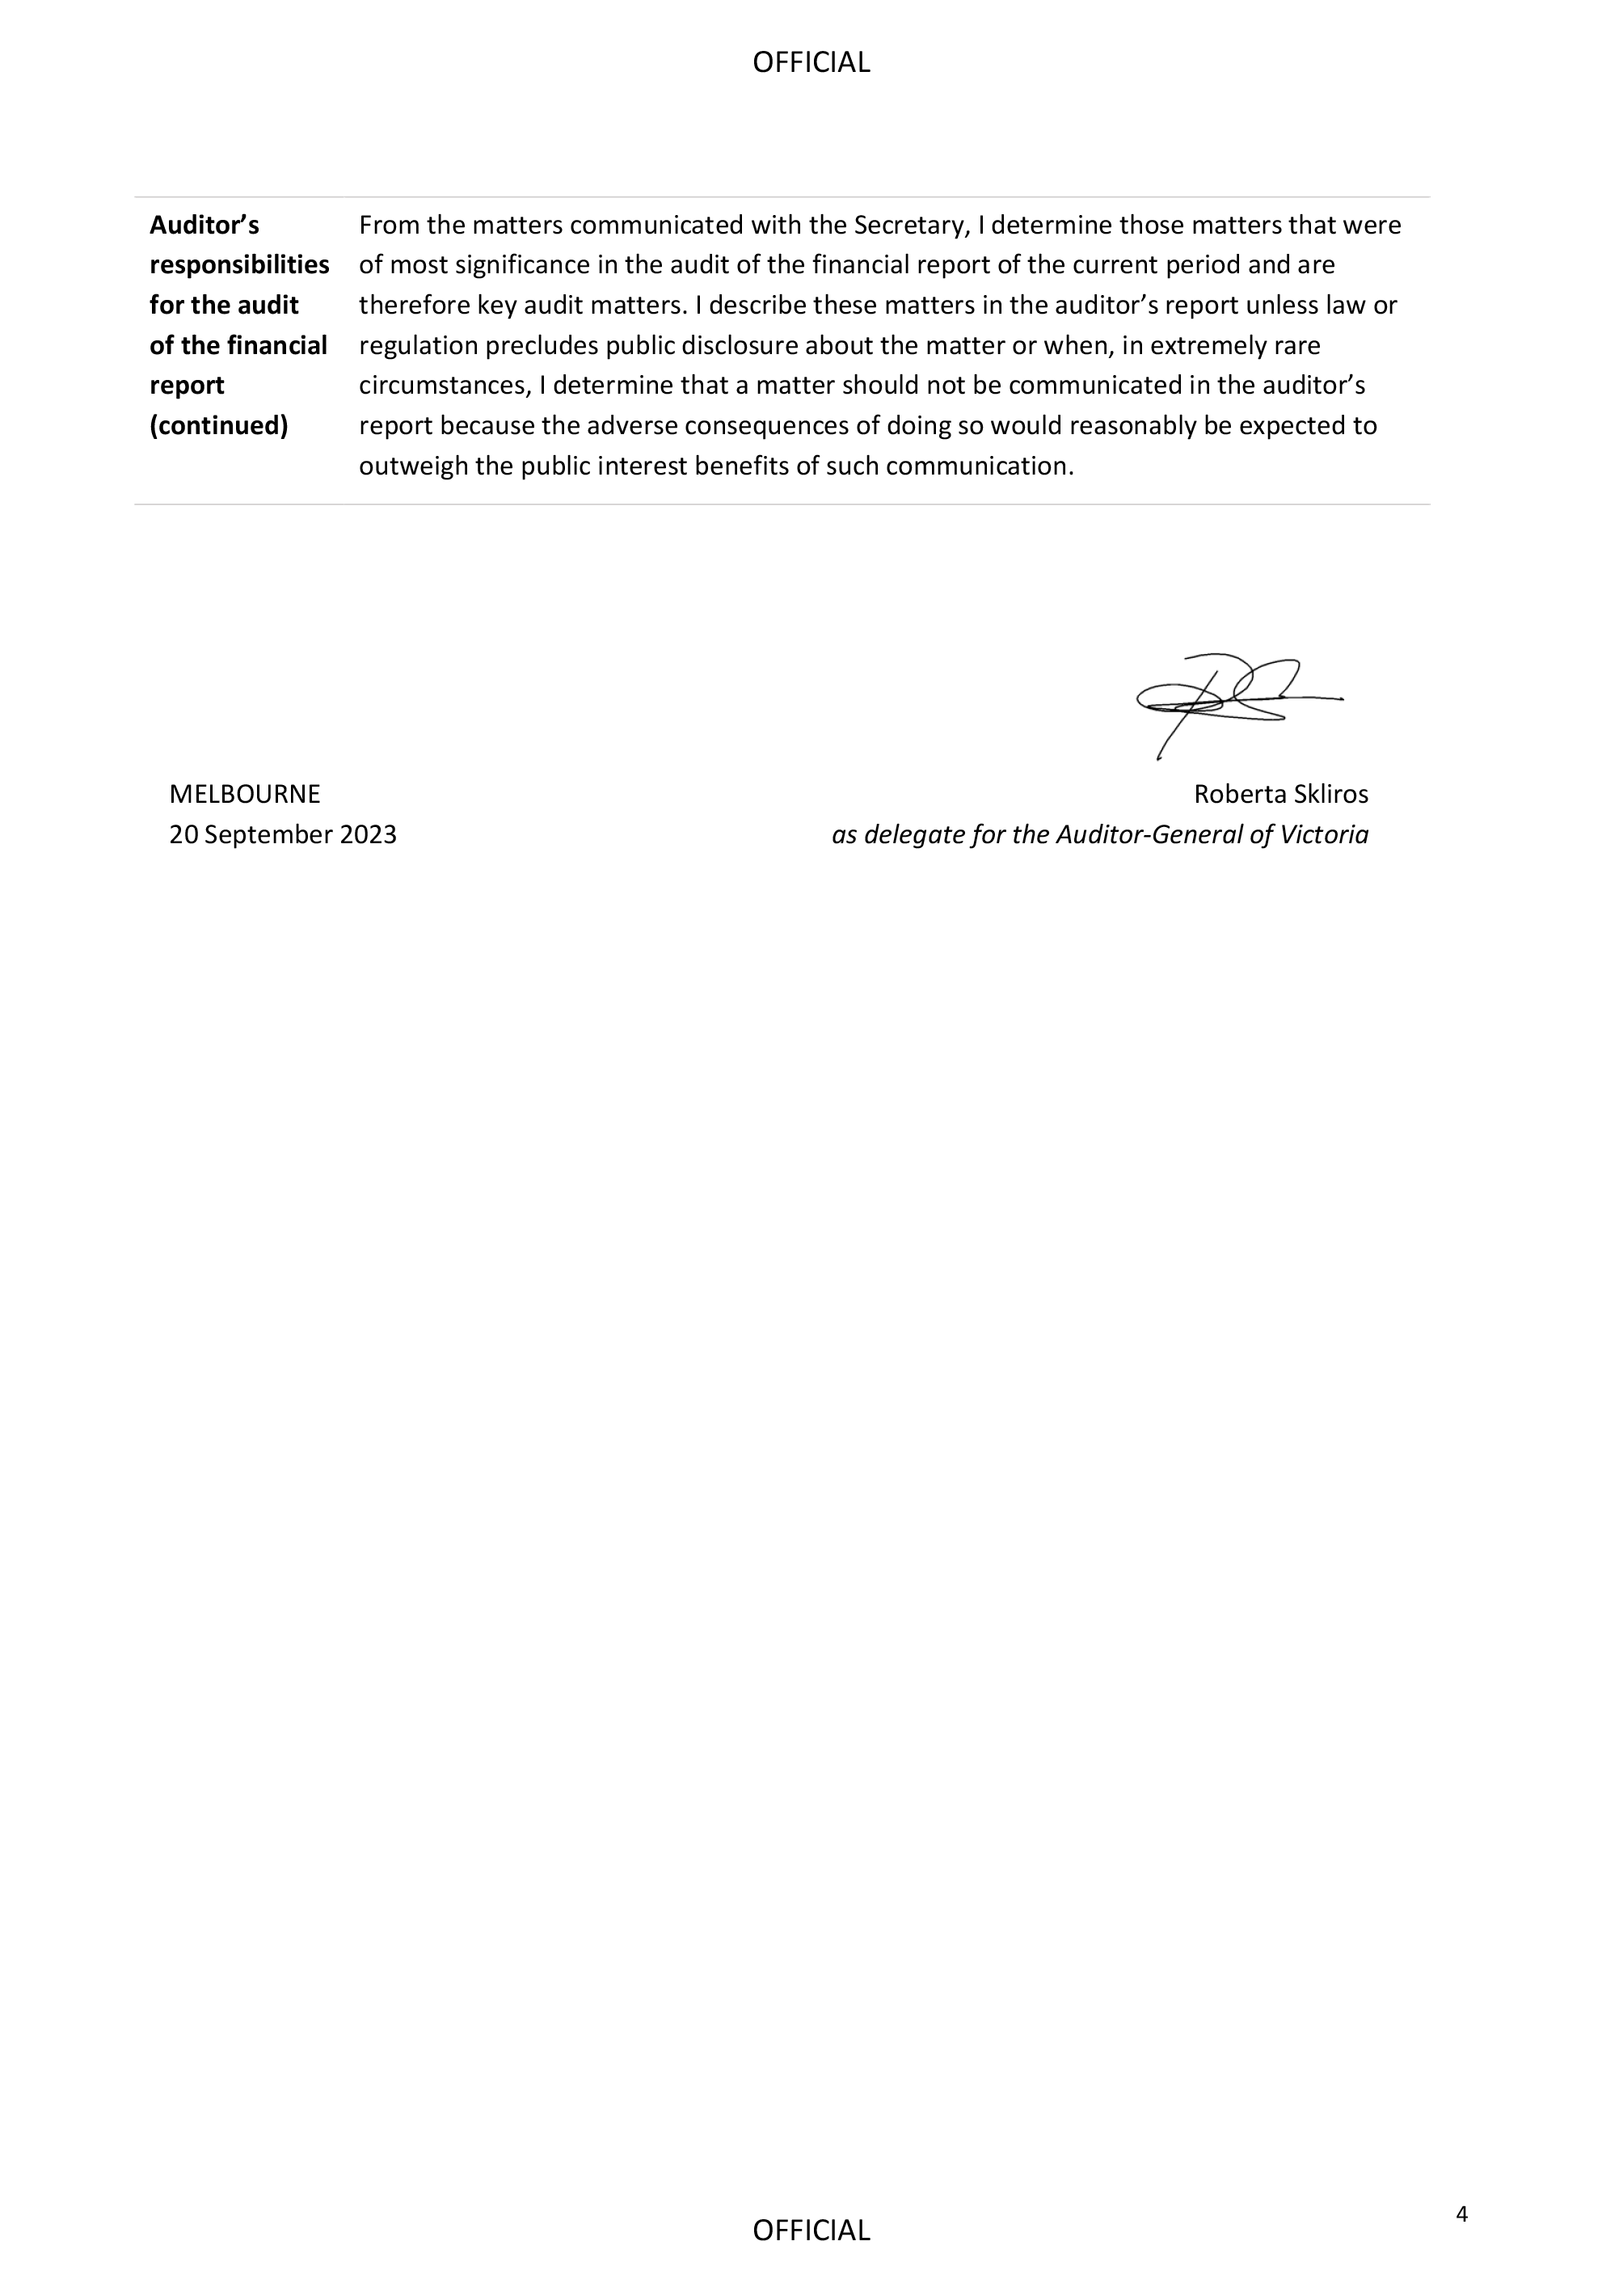 OFFICIAL
Auditor’s
responsibilities
for the audit
of the financial
report
(continued)
From the matters communicated with the Secretary, I determine those matters that were
of most significance in the audit of the financial report of the current period and are
therefore key audit matters. I describe these matters in the auditor’s report unless law or
regulation precludes public disclosure about the matter or when, in extremely rare
circumstances, I determine that a matter should not be communicated in the auditor’s
report because the adverse consequences of doing so would reasonably be expected to
outweigh the public interest benefits of such communication.
MELBOURNE
20 September 2023
Roberta Skliros
as delegate for the Auditor-General of Victoria
4
OFFICIAL